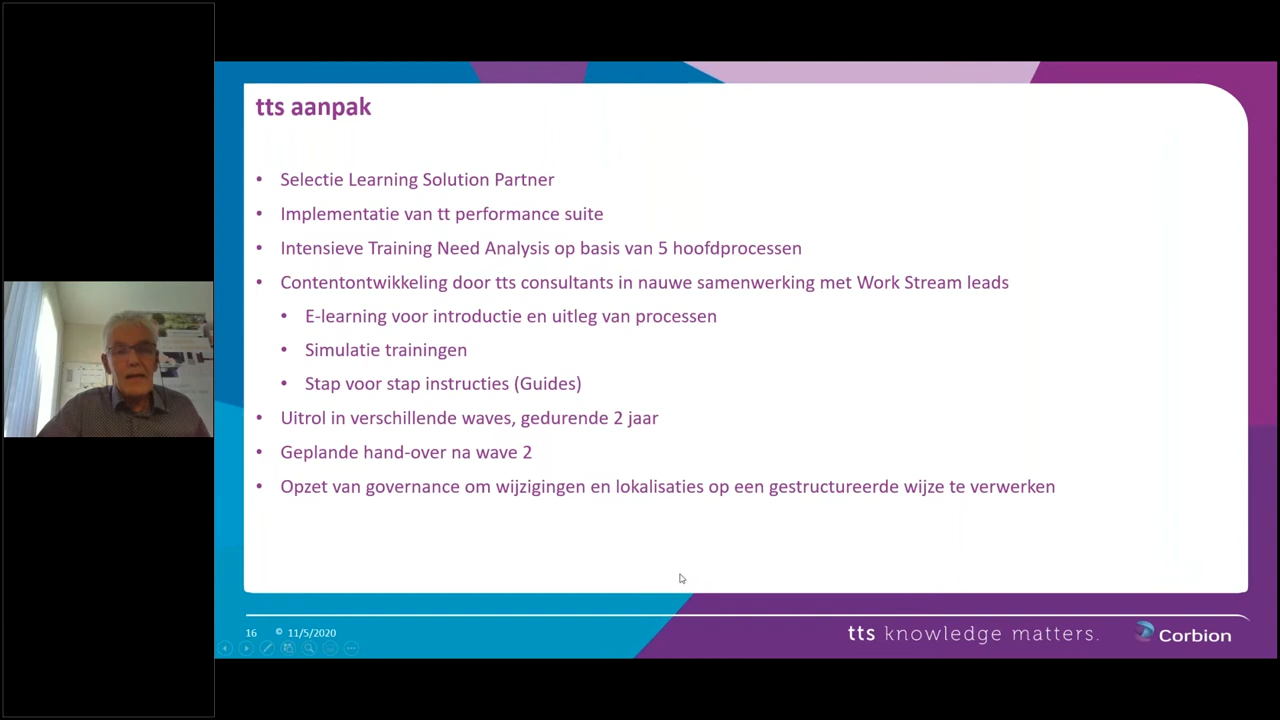 tts aanpak
• Selectie Learning Solution Partner
• Implementatie van tt performance suite
• Intensieve Training Need Analysis op basis van 5 hoofdprocessen
• Contentontwikkeling door tts consultants in nauwe samenwerking met Work Stream leads
• E-learning voor introductie en uitleg van processen
• Simulatie trainingen
• Stap voor stap instructies (Guides)
• Uitrol in verschillende waves, gedurende 2 jaar
• Geplande hand-over na wave 2
• Opzet van governance om wijzigingen en lokalisaties op een gestructureerde wijze te verwerken
16 © 11/5/2020
tts knowledge matters.
Corbion